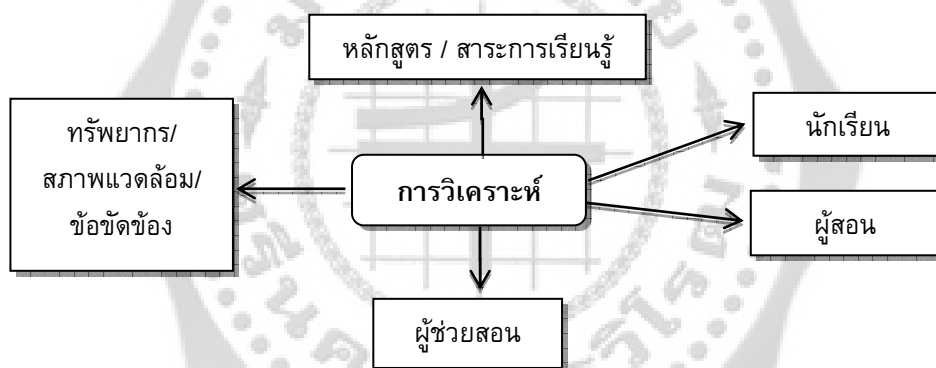 หลักสูตร / สาระการเรียนรู้
ทรัพยากร/
สภาพแวดล้อม/
ข้อขัดข้อง
การวิเคราะห์
นักเรียน
ผู้สอน
ผู้ช่วยสอน